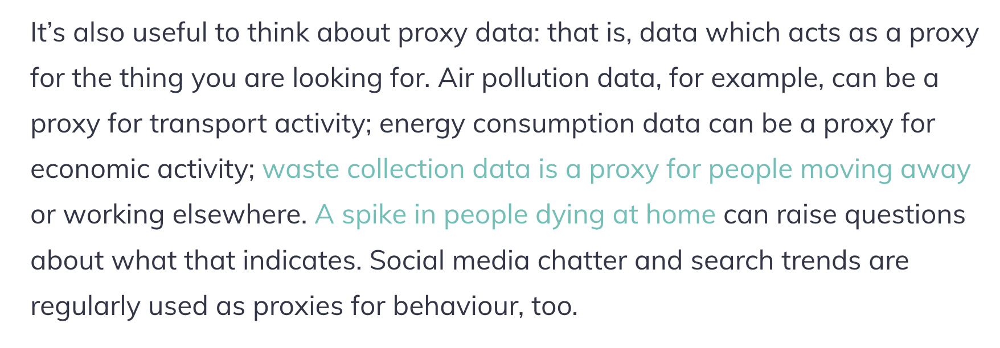 It’s also useful to think about proxy data: that is, data which acts as a proxy
for the thing you are looking for. Air pollution data, for example, can be a
proxy for transport activity; energy consumption data can be a proxy for
economic activity; waste collection data is a proxy for people moving away
or working elsewhere. A spike in people dying at home can raise questions
about what that indicates. Social media chatter and search trends are
regularly used as proxies for behaviour, too.